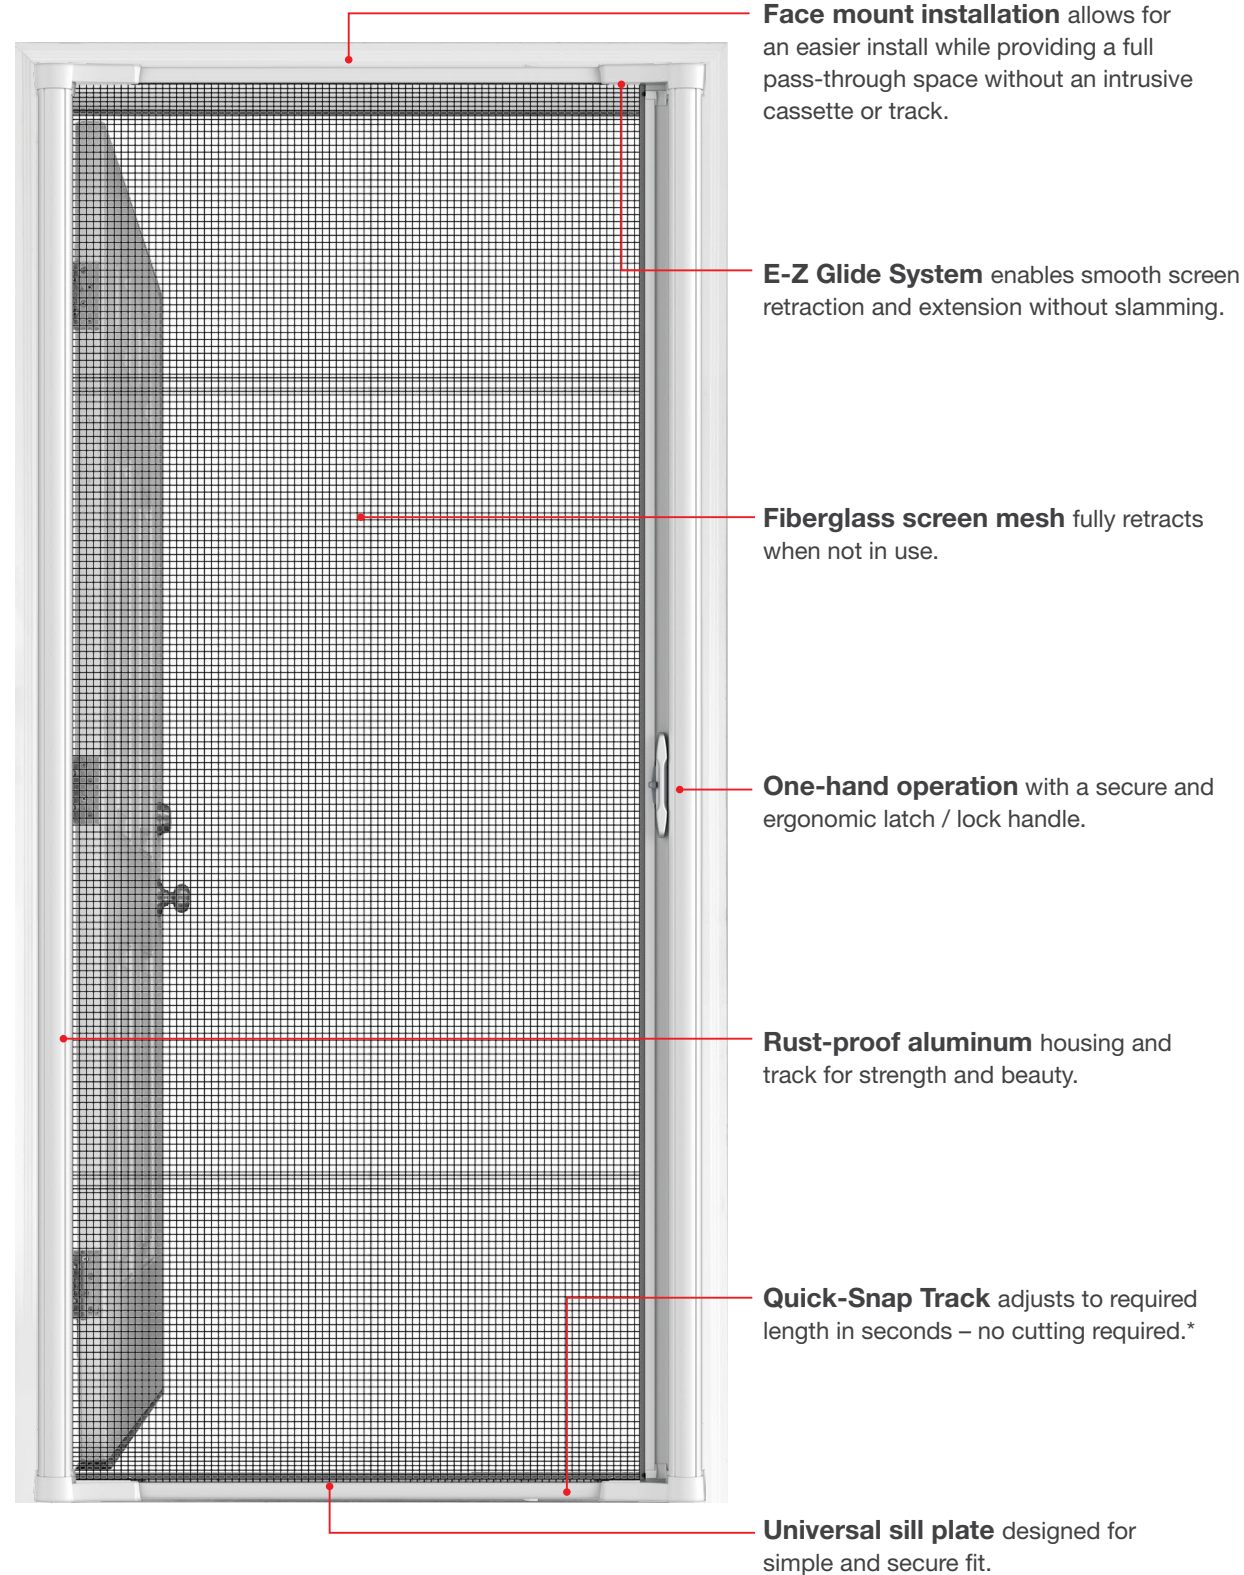 Face mount installation allows for
an easier install while providing a full
pass-through space without an intrusive
cassette or track.
E-Z Glide System enables smooth screen
retraction and extension without slamming.
Fiberglass screen mesh fully retracts
when not in use.
One-hand operation with a secure and
ergonomic latch / lock handle.
Rust-proof aluminum housing and
track for strength and beauty.
Quick-Snap Track adjusts to required
length in seconds – no cutting required.*
Universal sill plate designed for
simple and secure fit.